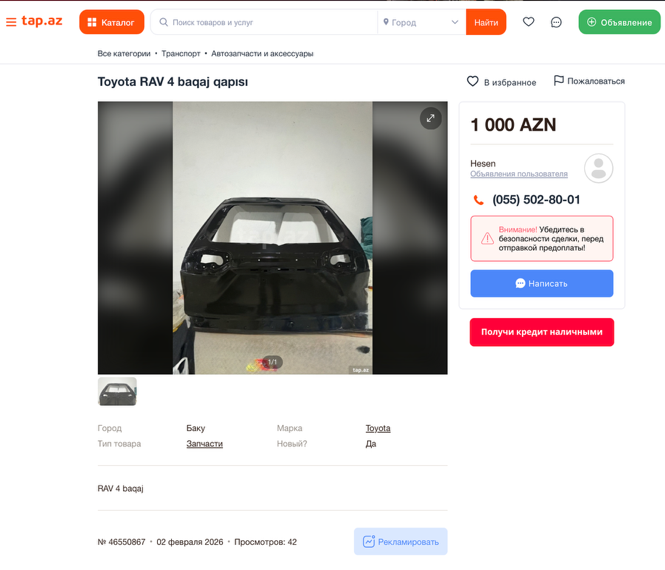 tap.az
Каталог
Поиск товаров и услуг
Город
Найти
Объявление
Все категории • Транспорт • Автозапчасти и аксессуары
Toyota RAV 4 baqaj qapısı
В избранное
Пожаловаться
1 000 AZN
Hesen
Объявления пользователя
(055) 502-80-01
Внимание! Убедитесь в
безопасности сделки, перед
отправкой предоплаты!
Написать
Получи кредит наличными
1/1
tap.az
Город Баку Марка Toyota
Тип товара Запчасти Новый? Да
RAV 4 baqaj
№ 46550867 • 02 февраля 2026 • Просмотров: 42
Рекламировать